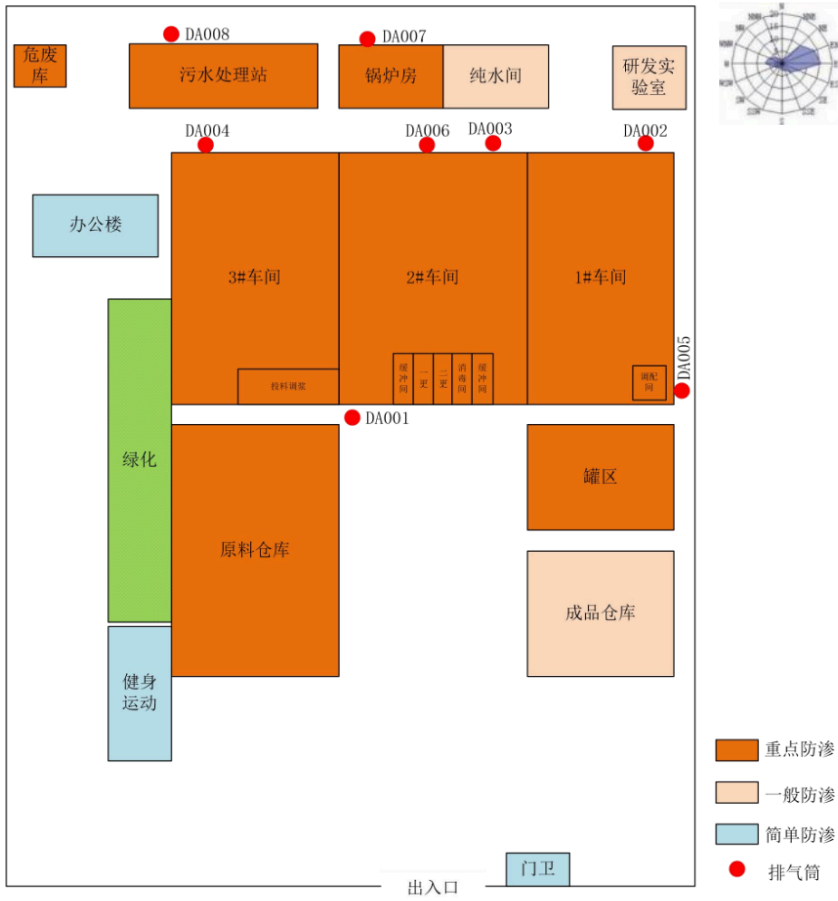 DA008
DA007
危废
库
污水处理站
锅炉房
纯水间
研发实
验室
DA004
DA006
DA003
DA002
办公楼
3#车间
2#车间
1#车间
DA005
投料调浆
缓冲间
一更
二更
消毒间
缓冲间
调配
间
DA001
绿化
原料仓库
罐区
成品仓库
健身
运动
重点防渗
一般防渗
简单防渗
排气筒
门卫
出入口
N
S
20
15
10
5